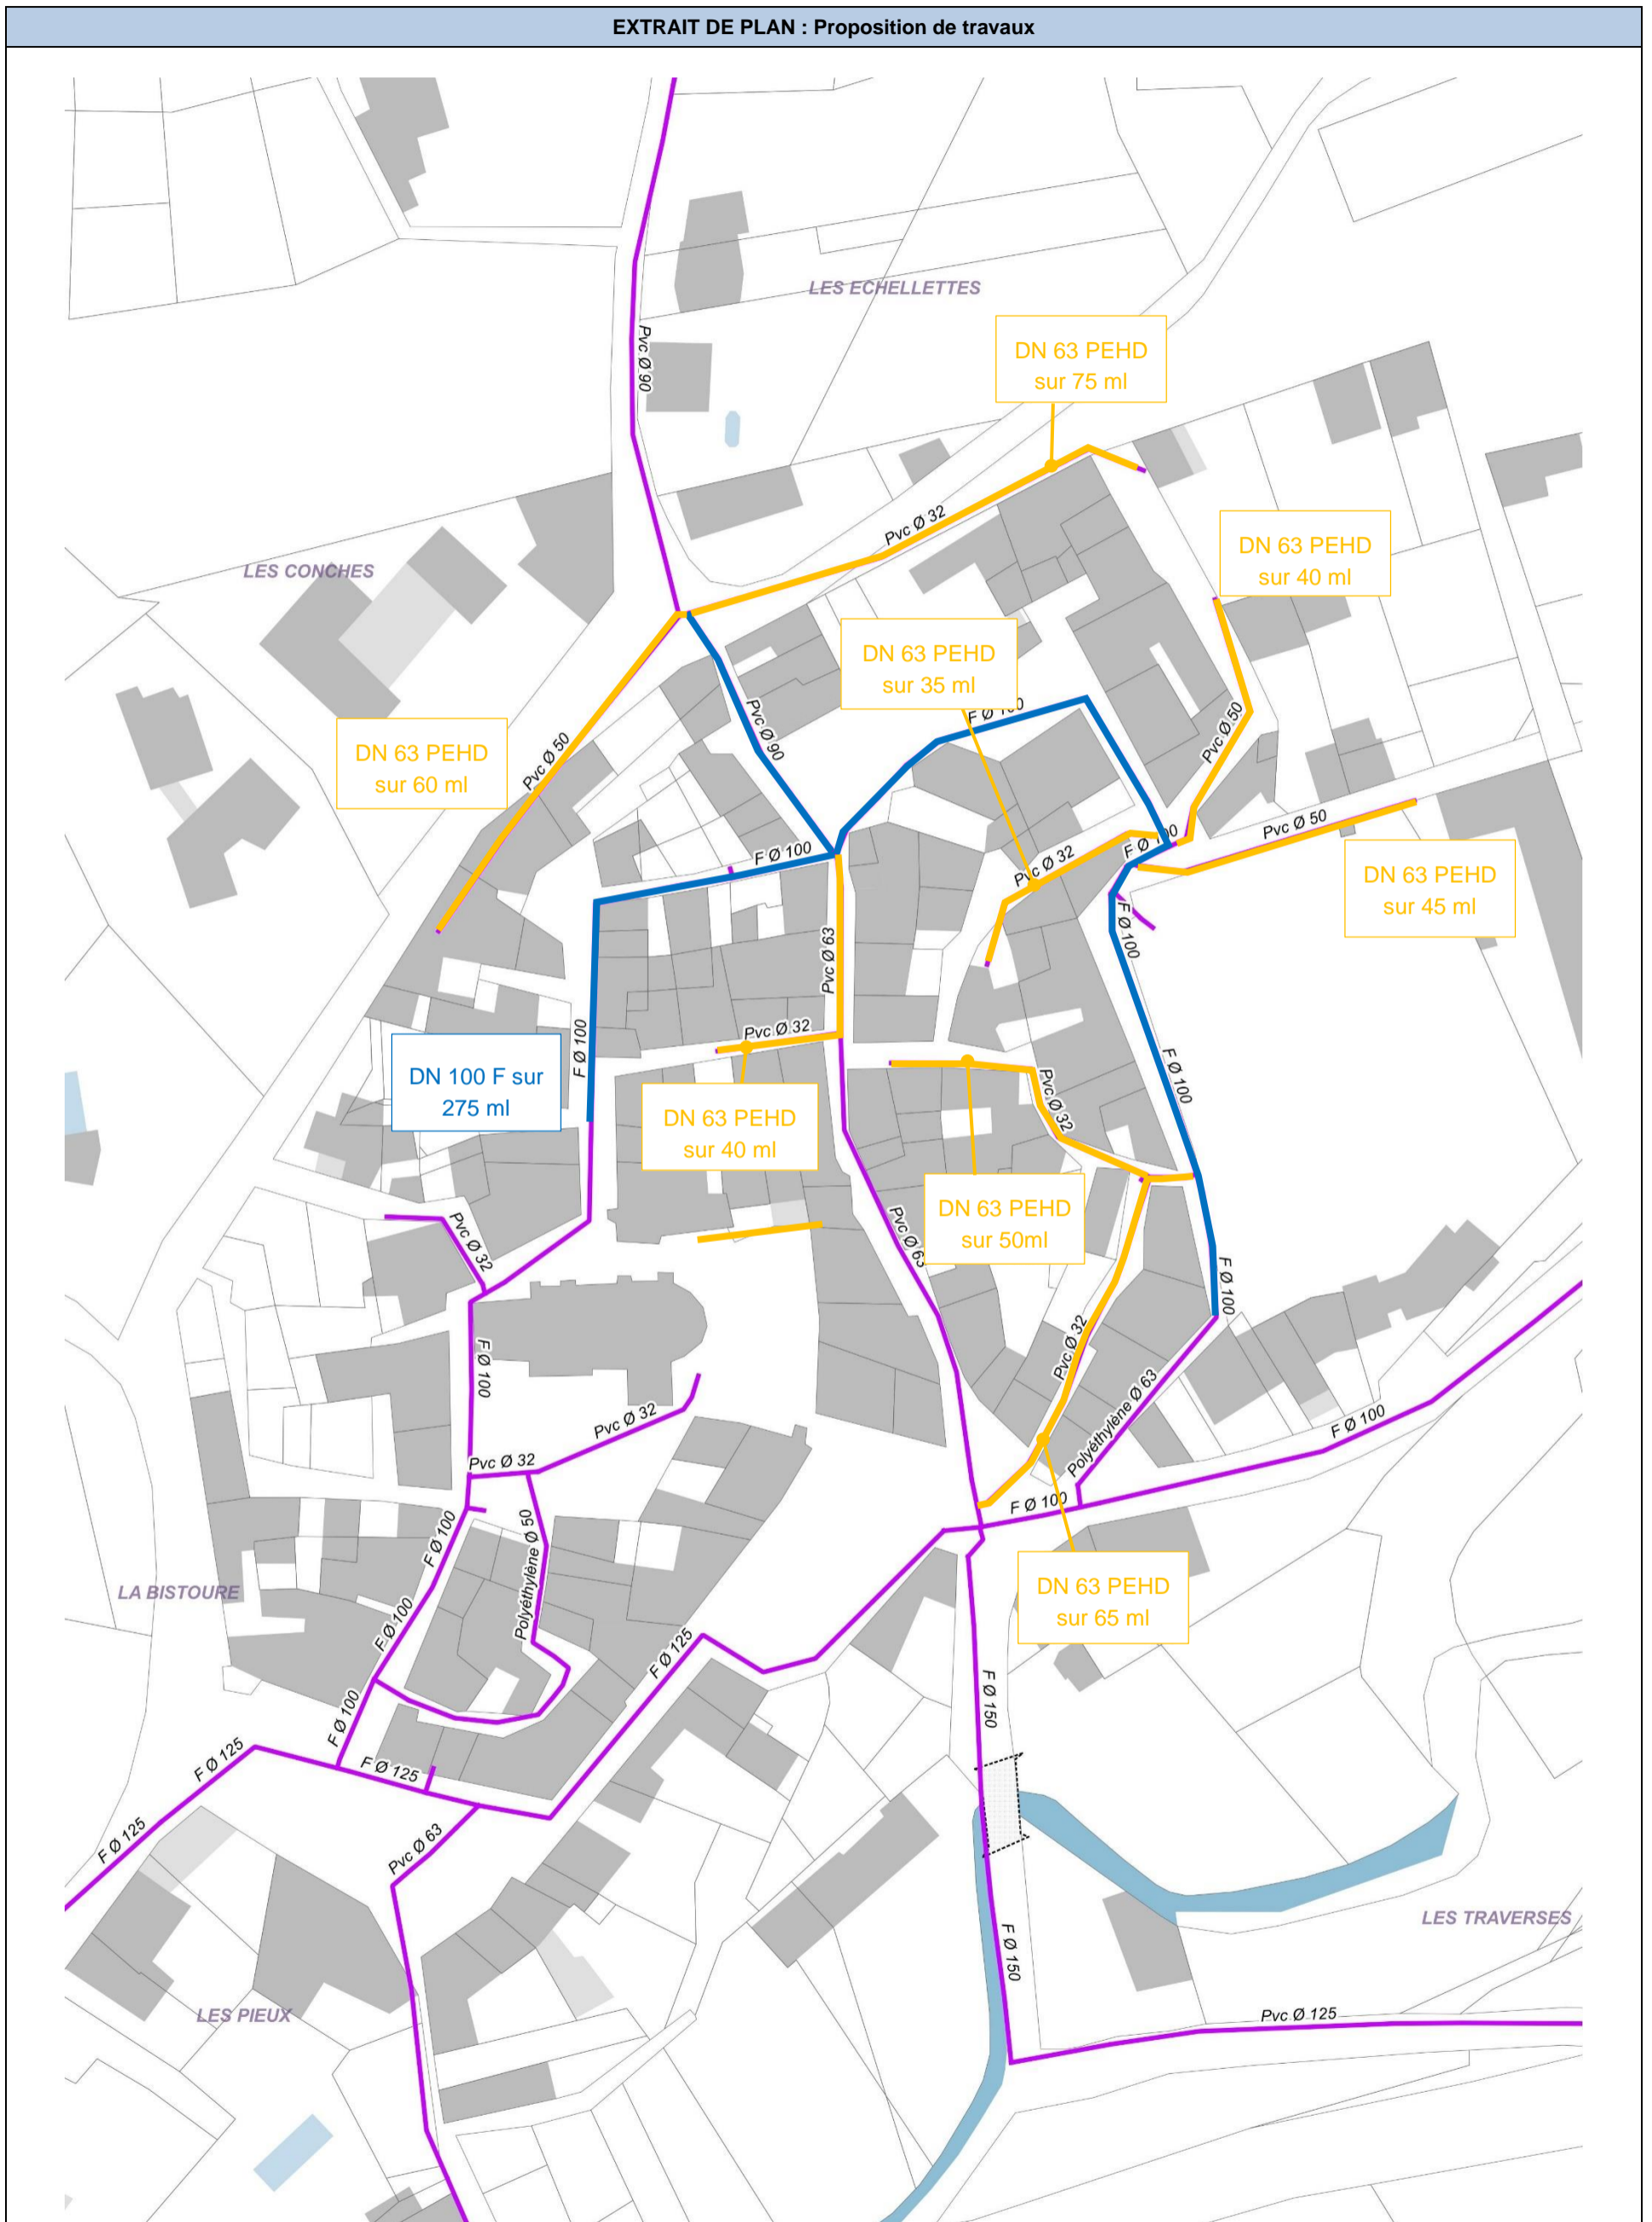 EXTRAIT DE PLAN : Proposition de travaux
LES ECHELLETTES
Pvc Ø 90
DN 63 PEHD
sur 75 ml
Pvc Ø 32
DN 63 PEHD
sur 40 ml
LES CONCHES
DN 63 PEHD
sur 35 ml
F Ø 100
Pvc Ø 90
Pvc Ø 50
DN 63 PEHD
sur 60 ml
Pvc Ø 50
Pvc Ø 50
F Ø 100
Pvc Ø 32
F Ø 100
DN 63 PEHD
sur 45 ml
F Ø 100
Pvc Ø 63
Pvc Ø 32
F Ø 100
DN 100 F sur
275 ml
F Ø 100
Pvc Ø 32
DN 63 PEHD
sur 40 ml
DN 63 PEHD
sur 50ml
Pvc Ø 32
Pvc Ø 63
F Ø 100
F Ø 100
Pvc Ø 32
Polyéthylène Ø 63
Pvc Ø 32
F Ø 100
Pvc Ø 32
F Ø 100
F Ø 100
Polyéthylène Ø 50
DN 63 PEHD
sur 65 ml
LA BISTOURE
F Ø 100
F Ø 125
F Ø 150
F Ø 100
F Ø 125
F Ø 125
F Ø 125
Pvc Ø 63
LES TRAVERSES
F Ø 150
LES PIEUX
Pvc Ø 125